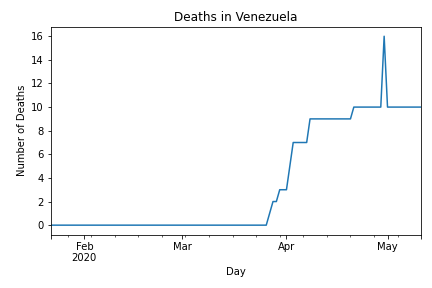 Deaths in Venezuela
Number of Deaths
16
14
12
10
8
6
4
2
0
Feb
2020
Mar
Apr
May
Day